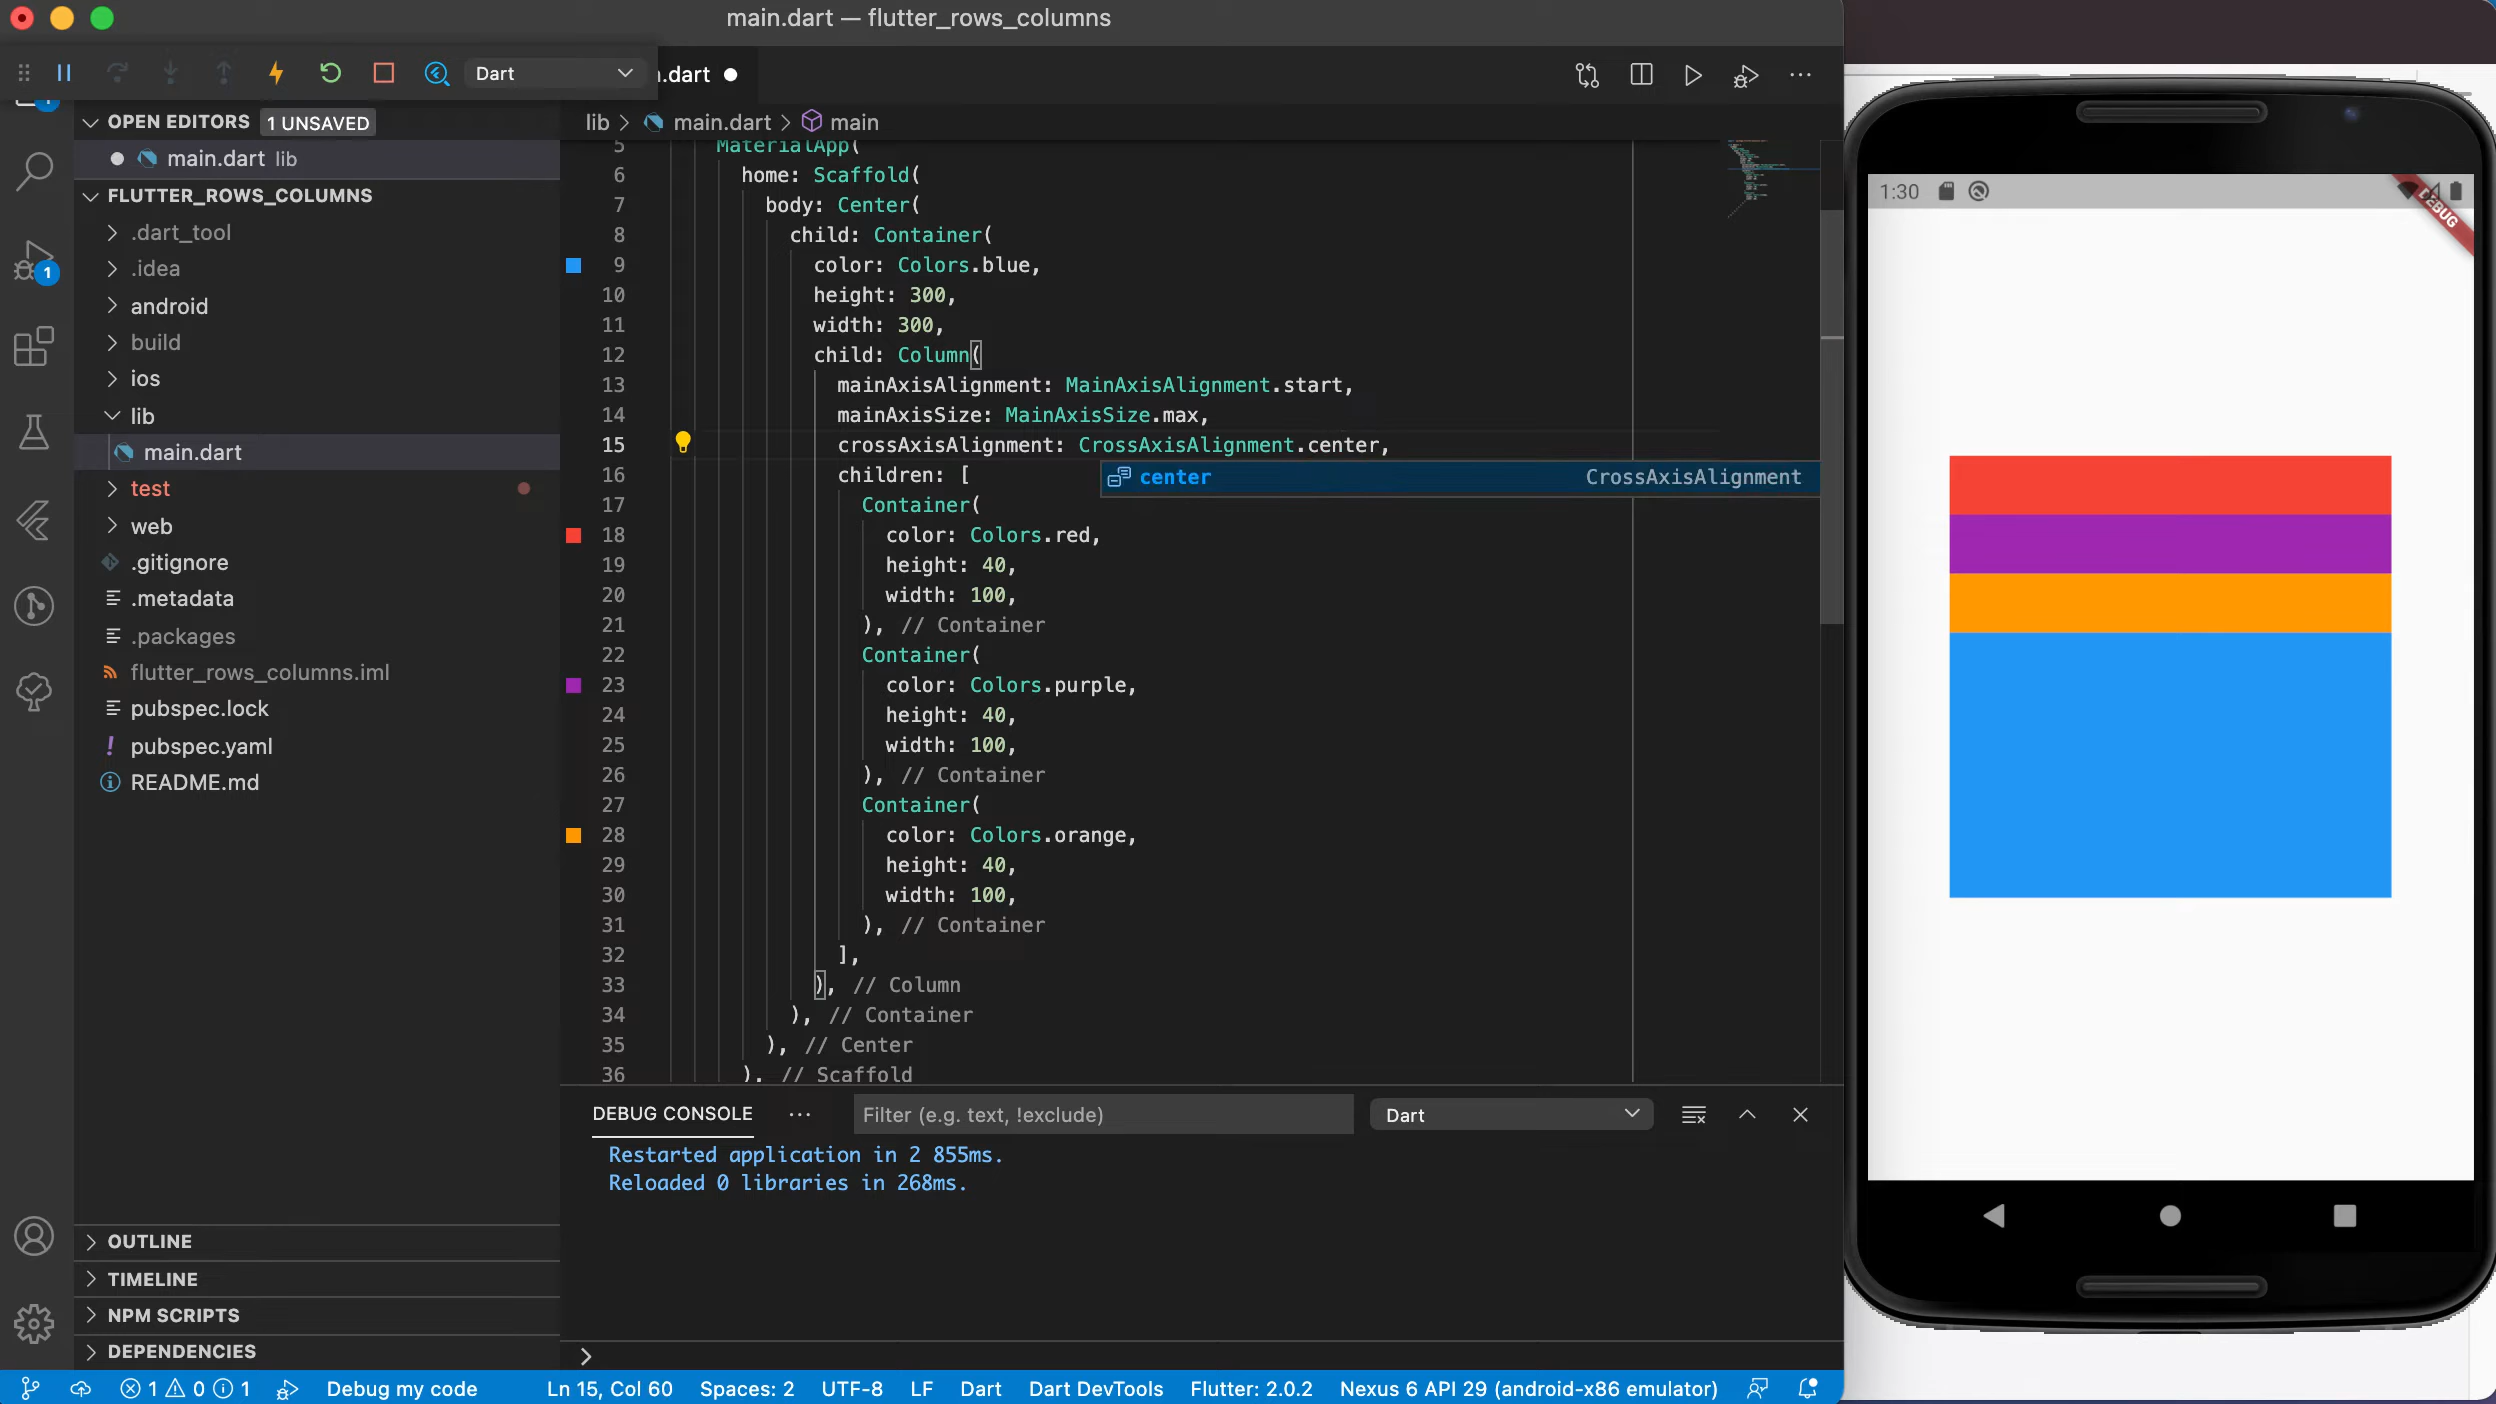 main.dart — flutter_rows_columns
Dart
.dart
OPEN EDITORS 1 UNSAVED
main.dart lib
FLUTTER_ROWS_COLUMNS
.dart_tool
.idea
android
build
ios
lib
main.dart
test
web
.gitignore
.metadata
.packages
flutter_rows_columns.iml
pubspec.lock
pubspec.yaml
README.md
OUTLINE
TIMELINE
NPM SCRIPTS
DEPENDENCIES
1
1
lib > main.dart > main
5 MaterialApp(
6 home: Scaffold(
7 body: Center(
8 child: Container(
9 color: Colors.blue,
10 height: 300,
11 width: 300,
12 child: Column(
13 mainAxisAlignment: MainAxisAlignment.start,
14 mainAxisSize: MainAxisSize.max,
15 crossAxisAlignment: CrossAxisAlignment.center,
16 children: [
center CrossAxisAlignment
17 Container(
18 color: Colors.red,
19 height: 40,
20 width: 100,
21 ), // Container
22 Container(
23 color: Colors.purple,
24 height: 40,
25 width: 100,
26 ), // Container
27 Container(
28 color: Colors.orange,
29 height: 40,
30 width: 100,
31 ), // Container
32 ],
33 ), // Column
34 ), // Container
35 ), // Center
36 ), // Scaffold
DEBUG CONSOLE
Filter (e.g. text, !exclude)
Dart
Restarted application in 2 855ms.
Reloaded 0 libraries in 268ms.
1 0 1 Debug my code Ln 15, Col 60 Spaces: 2 UTF-8 LF Dart Dart DevTools Flutter: 2.0.2 Nexus 6 API 29 (android-x86 emulator)
1:30
DEBUG